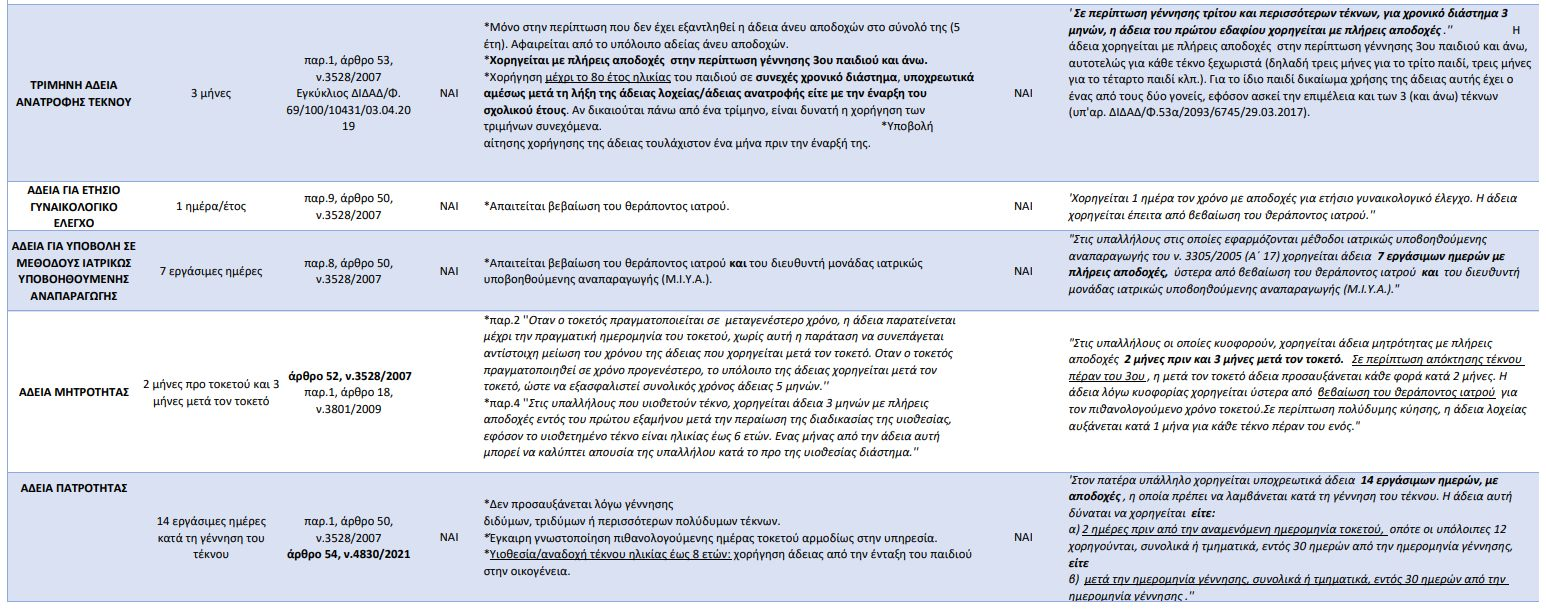 ΤΡΙΜΗΝΗ ΑΔΕΙΑ
ΑΝΑΤΡΟΦΗΣ ΤΕΚΝΟΥ
3 μήνες
παρ.1, άρθρο 53,
ν.3528/2007
Εγκύκλιος ΔΙΔΑΔ/Φ.
69/100/10431/03.04.20
19
ΝΑΙ
*Μόνο στην περίπτωση που δεν έχει εξαντληθεί η άδεια άνευ αποδοχών στο σύνολό της (5
έτη). Αφαιρείται από το υπόλοιπο αδείας άνευ αποδοχών.
*Χορηγείται με πλήρεις αποδοχές στην περίπτωση γέννησης 3ου παιδιού και άνω.
*Χορήγηση μέχρι το 8ο έτος ηλικίας του παιδιού σε συνεχές χρονικό διάστημα, υποχρεωτικά
αμέσως μετά τη λήξη της άδειας λοχείας/άδειας ανατροφής είτε με την έναρξη του
σχολικού έτους. Αν δικαιούται πάνω από ένα τρίμηνο, είναι δυνατή η χορήγηση των
τριμήνων συνεχόμενα. *Υποβολή
αίτησης χορήγησης της άδειας τουλάχιστον ένα μήνα πριν την έναρξή της.
ΝΑΙ
' Σε περίπτωση γέννησης τρίτου και περισσότερων τέκνων, για χρονικό διάστημα 3
μηνών, η άδεια του πρώτου εδαφίου χορηγείται με πλήρεις αποδοχές ." Η
άδεια χορηγείται με πλήρεις αποδοχές στην περίπτωση γέννησης 3ου παιδιού και άνω,
αυτοτελώς για κάθε τέκνο ξεχωριστά (δηλαδή τρεις μήνες για το τρίτο παιδί, τρεις μήνες
για το τέταρτο παιδί κλπ.). Για το ίδιο παιδί δικαίωμα χρήσης της άδειας αυτής έχει ο
ένας από τους δύο γονείς, εφόσον ασκεί την επιμέλεια και των 3 (και άνω) τέκνων
(υπ'αρ. ΔΙΔΑΔ/Φ.53α/2093/6745/29.03.2017).
ΑΔΕΙΑ ΓΙΑ ΕΤΗΣΙΟ
ΓΥΝΑΙΚΟΛΟΓΙΚΟ
ΕΛΕΓΧΟ
1 ημέρα/έτος
παρ.9, άρθρο 50,
ν.3528/2007
ΝΑΙ
*Απαιτείται βεβαίωση του θεράποντος ιατρού.
ΝΑΙ
'Χορηγείται 1 ημέρα τον χρόνο με αποδοχές για ετήσιο γυναικολογικό έλεγχο. Η άδεια
χορηγείται έπειτα από βεβαίωση του θεράποντος ιατρού."
ΑΔΕΙΑ ΓΙΑ ΥΠΟΒΟΛΗ ΣΕ
ΜΕΘΟΔΟΥΣ ΙΑΤΡΙΚΩΣ
ΥΠΟΒΟΗΘΟΥΜΕΝΗΣ
ΑΝΑΠΑΡΑΓΩΓΗΣ
7 εργάσιμες ημέρες
παρ.8, άρθρο 50,
ν.3528/2007
ΝΑΙ
*Απαιτείται βεβαίωση του θεράποντος ιατρού και του διευθυντή μονάδας ιατρικώς
υποβοηθούμενης αναπαραγωγής (Μ.Ι.Υ.Α.).
ΝΑΙ
"Στις υπαλλήλους στις οποίες εφαρμόζονται μέθοδοι ιατρικώς υποβοηθούμενης
αναπαραγωγής του ν. 3305/2005 (Α΄ 17) χορηγείται άδεια 7 εργάσιμων ημερών με
πλήρεις αποδοχές, ύστερα από βεβαίωση του θεράποντος ιατρού και του διευθυντή
μονάδας ιατρικώς υποβοηθούμενης αναπαραγωγής (Μ.Ι.Υ.Α.)."
ΑΔΕΙΑ ΜΗΤΡΟΤΗΤΑΣ
2 μήνες προ τοκετού και 3
μήνες μετά τον τοκετό
άρθρο 52, ν.3528/2007
παρ.1, άρθρο 18,
ν.3801/2009
*παρ.2 "Οταν ο τοκετός πραγματοποιείται σε μεταγενέστερο χρόνο, η άδεια παρατείνεται
μέχρι την πραγματική ημερομηνία του τοκετού, χωρίς αυτή η παράταση να συνεπάγεται
αντίστοιχη μείωση του χρόνου της άδειας που χορηγείται μετά τον τοκετό. Οταν ο τοκετός
πραγματοποιηθεί σε χρόνο προγενέστερο, το υπόλοιπο της άδειας χορηγείται μετά τον
τοκετό, ώστε να εξασφαλιστεί συνολικός χρόνος άδειας 5 μηνών."
*παρ.4 "Στις υπαλλήλους που υιοθετούν τέκνο, χορηγείται άδεια 3 μηνών με πλήρεις
αποδοχές εντός του πρώτου εξαμήνου μετά την περαίωση της διαδικασίας της υιοθεσίας,
εφόσον το υιοθετημένο τέκνο είναι ηλικίας έως 6 ετών. Ενας μήνας από την άδεια αυτή
μπορεί να καλύπτει απουσία της υπαλλήλου κατά το προ της υιοθεσίας διάστημα."
"Στις υπαλλήλους οι οποίες κυοφορούν, χορηγείται άδεια μητρότητας με πλήρεις
αποδοχές 2 μήνες πριν και 3 μήνες μετά τον τοκετό. Σε περίπτωση απόκτησης τέκνου
πέραν του 3ου , η μετά τον τοκετό άδεια προσαυξάνεται κάθε φορά κατά 2 μήνες. Η
άδεια λόγω κυοφορίας χορηγείται ύστερα από βεβαίωση του θεράποντος ιατρού για
τον πιθανολογούμενο χρόνο τοκετού.Σε περίπτωση πολύδυμης κύησης, η άδεια λοχείας
αυξάνεται κατά 1 μήνα για κάθε τέκνο πέραν του ενός."
ΑΔΕΙΑ ΠΑΤΡΟΤΗΤΑΣ
14 εργάσιμες ημέρες
κατά τη γέννηση του
τέκνου
παρ.1, άρθρο 50,
ν.3528/2007
άρθρο 54, ν.4830/2021
ΝΑΙ
*Δεν προσαυξάνεται λόγω γέννησης
διδύμων, τριδύμων ή περισσότερων πολύδυμων τέκνων.
*Έγκαιρη γνωστοποίηση πιθανολογούμενης ημέρας τοκετού αρμοδίως στην υπηρεσία.
*Υιοθεσία/αναδοχή τέκνου ηλικίας έως 8 ετών: χορήγηση άδειας από την ένταξη του παιδιού
στην οικογένεια.
ΝΑΙ
'Στον πατέρα υπάλληλο χορηγείται υποχρεωτικά άδεια 14 εργάσιμων ημερών, με
αποδοχές , η οποία πρέπει να λαμβάνεται κατά τη γέννηση του τέκνου. Η άδεια αυτή
δύναται να χορηγείται είτε:
α) 2 ημέρες πριν από την αναμενόμενη ημερομηνία τοκετού, οπότε οι υπόλοιπες 12
χορηγούνται, συνολικά ή τμηματικά, εντός 30 ημερών από την ημερομηνία γέννησης,
είτε
β) μετά την ημερομηνία γέννησης, συνολικά ή τμηματικά, εντός 30 ημερών από την
ημερομηνία γέννησης ."